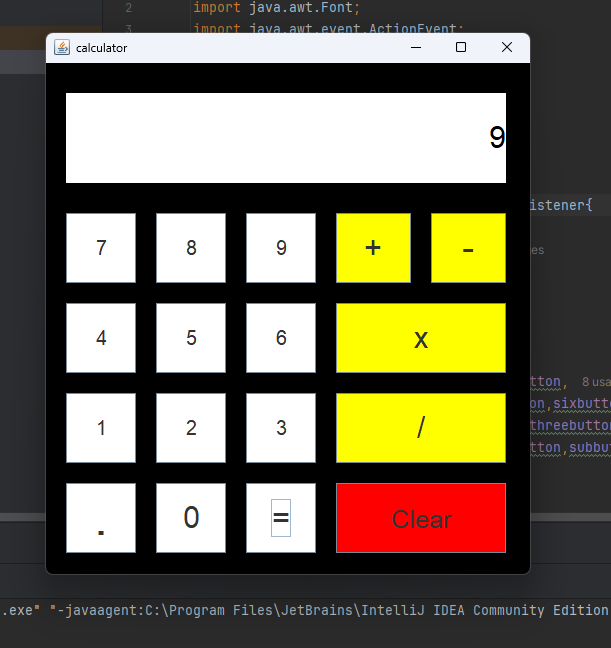 2 import java.awt.Font;
3 import java.awt.event.ActionEvent;
calculator
9
istener{
es
7 8 9 + -
4 5 6 x
tton, 8 usa
on,sixbutto
1 2 3 /
threebutton
tton,subbu
. 0 = Clear
.exe" "-javaagent:C:\Program Files\JetBrains\IntelliJ IDEA Community Edition